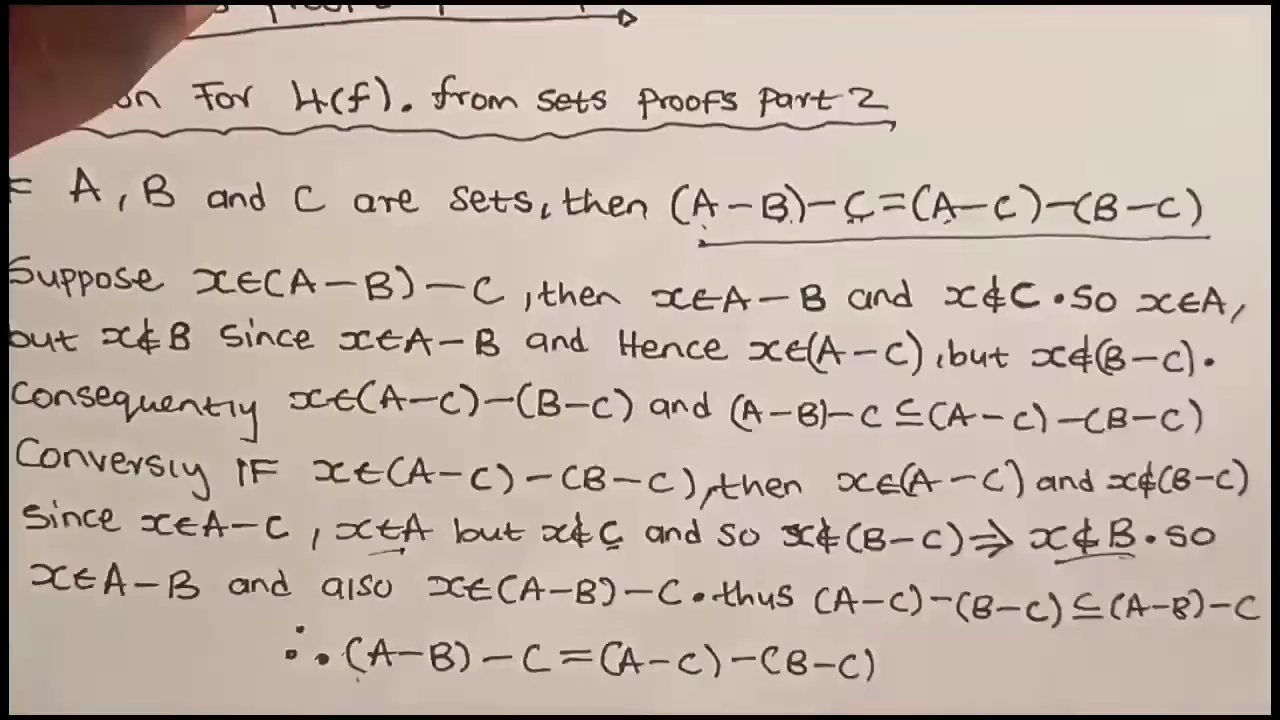 on For 4(f). from sets Proofs part 2
F A, B and C are sets, then (A-B)-C=(A-C)-(B-C)
Suppose x∈(A-B)-C, then x∈A-B and x∉C. So x∈A,
but x∉B since x∈A-B and Hence x∈(A-C), but x∉(B-C).
Consequently x∈(A-C)-(B-C) and (A-B)-C⊆(A-C)-(B-C)
Conversly IF x∈(A-C)-(B-C), then x∈(A-C) and x∉(B-C)
Since x∈A-C, x∈A but x∉C and so x∉(B-C)⇒x∉B. so
x∈A-B and also x∈(A-B)-C. thus (A-C)-(B-C)⊆(A-B)-C
∴ (A-B)-C=(A-C)-(B-C)